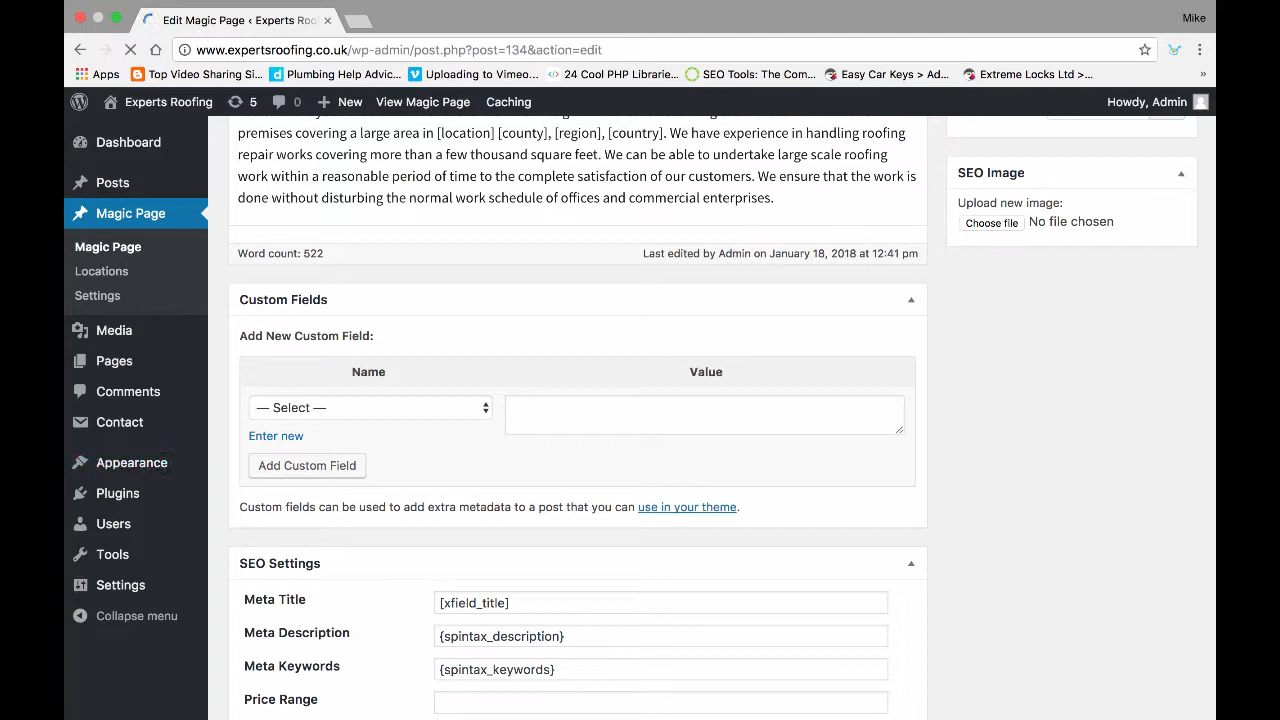 Edit Magic Page ‹ Experts Roo
Mike
www.expertsroofing.co.uk/wp-admin/post.php?post=134&action=edit
Apps Top Video Sharing Si... Plumbing Help Advic... Uploading to Vimeo... 24 Cool PHP Librarie... SEO Tools: The Com... Easy Car Keys > Ad... Extreme Locks Ltd >... »
Experts Roofing 5 0 New View Magic Page Caching Howdy, Admin
Dashboard
Posts
Magic Page
Magic Page
Locations
Settings
Media
Pages
Comments
Contact
Appearance
Plugins
Users
Tools
Settings
Collapse menu
premises covering a large area in [location] [county], [region], [country]. We have experience in handling roofing
repair works covering more than a few thousand square feet. We can be able to undertake large scale roofing
work within a reasonable period of time to the complete satisfaction of our customers. We ensure that the work is
done without disturbing the normal work schedule of offices and commercial enterprises.
Word count: 522 Last edited by Admin on January 18, 2018 at 12:41 pm
Custom Fields
Add New Custom Field:
Name Value
— Select —
Enter new
Add Custom Field
Custom fields can be used to add extra metadata to a post that you can use in your theme.
SEO Settings
Meta Title [xfield_title]
Meta Description {spintax_description}
Meta Keywords {spintax_keywords}
Price Range
SEO Image
Upload new image:
Choose file No file chosen